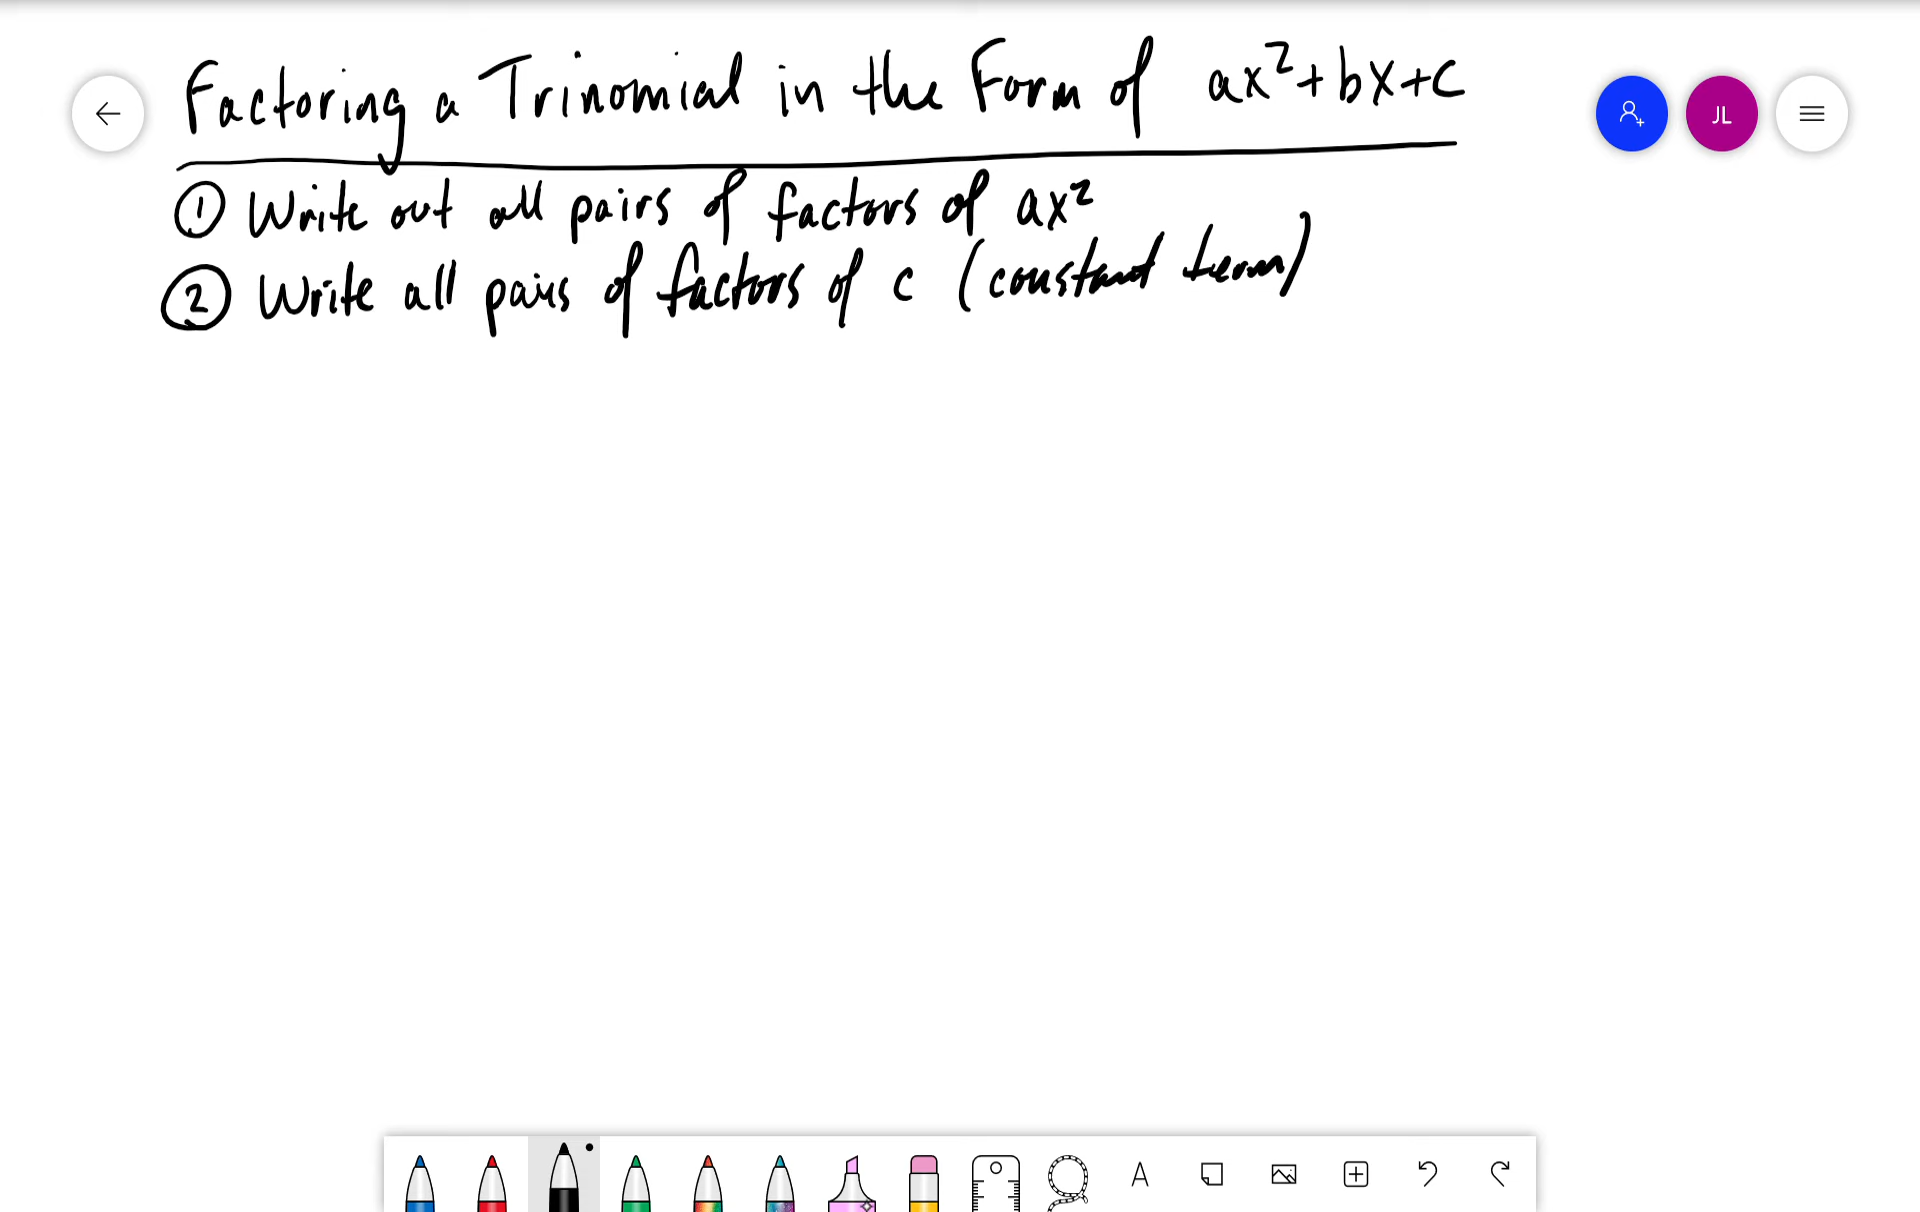 Factoring a Trinomial in the Form of ax²+bx+c
JL
① Write out all pairs of factors of ax²
② Write all pairs of factors of c (constant term)